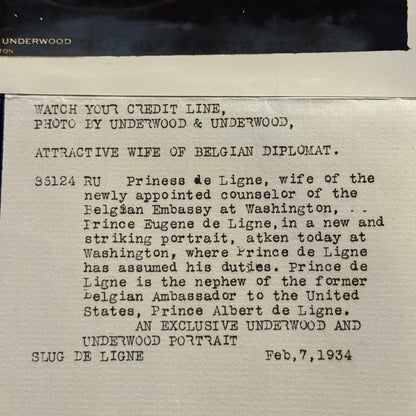 UNDERWOOD
TON
WATCH YOUR CREDIT LINE,
PHOTO BY UNDERWOOD & UNDERWOOD,
ATTRACTIVE WIFE OF BELGIAN DIPLOMAT.
36124 RU Priness de Ligne, wife of the
newly appointed counselor of the
Belgian Embassy at Washington, ..
Prince Eugene de Ligne, in a new and
striking portrait, atken today at
Washington, where Prince de Ligne
has assumed his duties. Prince de
Ligne is the nephew of the former
Belgian Ambassador to the United
States, Prince Albert de Ligne.
AN EXCLUSIVE UNDERWOOD AND
UNDERWOOD PORTRAIT
SLUG DE LIGNE Feb,7,1934